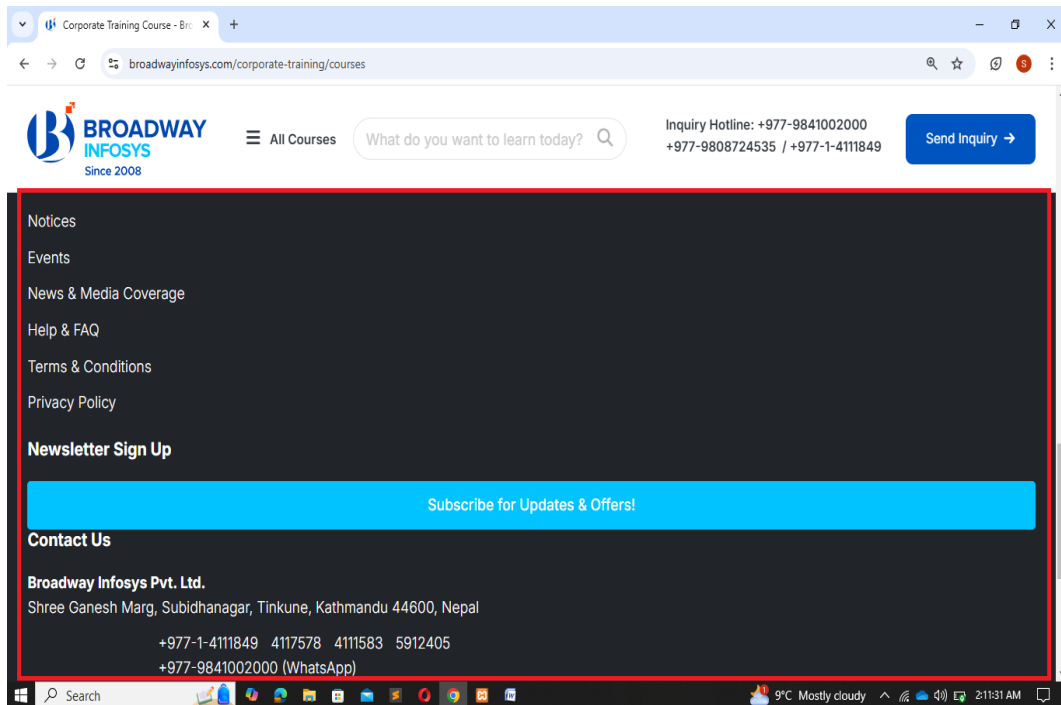 Corporate Training Course - Bro
broadwayinfosys.com/corporate-training/courses
S
BROADWAY
INFOSYS
Since 2008
All Courses
What do you want to learn today?
Inquiry Hotline: +977-9841002000
+977-9808724535 / +977-1-4111849
Send Inquiry →
Notices
Events
News & Media Coverage
Help & FAQ
Terms & Conditions
Privacy Policy
Newsletter Sign Up
Subscribe for Updates & Offers!
Contact Us
Broadway Infosys Pvt. Ltd.
Shree Ganesh Marg, Subidhanagar, Tinkune, Kathmandu 44600, Nepal
+977-1-4111849 4117578 4111583 5912405
+977-9841002000 (WhatsApp)
Search
9°C Mostly cloudy
2:11:31 AM